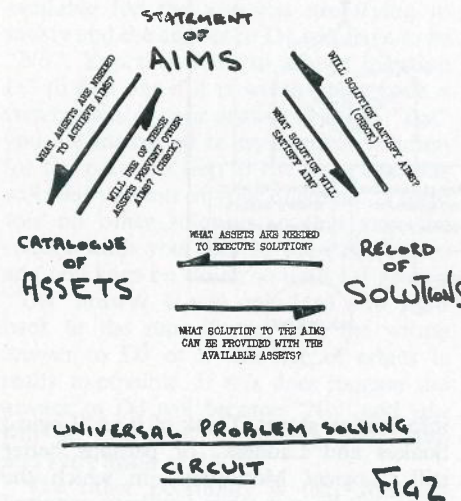 STATEMENT
OF
AIMS
WHAT ASSETS ARE NEEDED
TO ACHIEVE AIMS?
WILL USE OF THESE
ASSETS PREVENT OTHER
AIMS? (CHECK)
WILL SOLUTION SATISFY AIMS?
(CHECK)
WHAT SOLUTION WILL
SATISFY AIM?
CATALOGUE
OF
ASSETS
WHAT ASSETS ARE NEEDED
TO EXECUTE SOLUTION?
WHAT SOLUTION TO THE AIMS
CAN BE PROVIDED WITH THE
AVAILABLE ASSETS?
RECORD
OF
SOLUTIONS
UNIVERSAL PROBLEM SOLVING
CIRCUIT
FIG 2